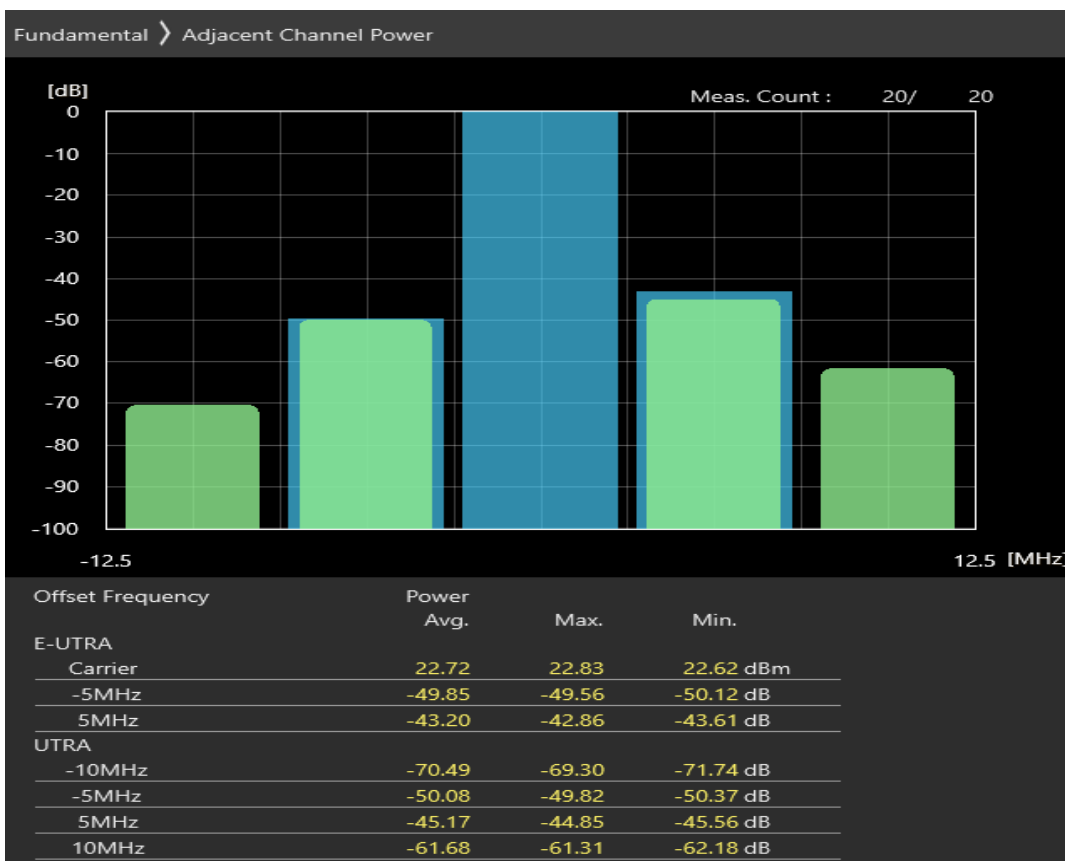 Fundamental 〉 Adjacent Channel Power
[dB]
Meas. Count : 20/ 20
0
-10
-20
-30
-40
-50
-60
-70
-80
-90
-100
-12.5 12.5 [MHz]
Offset Frequency Power
Avg. Max. Min.
E-UTRA
Carrier 22.72 22.83 22.62 dBm
-5MHz -49.85 -49.56 -50.12 dB
5MHz -43.20 -42.86 -43.61 dB
UTRA
-10MHz -70.49 -69.30 -71.74 dB
-5MHz -50.08 -49.82 -50.37 dB
5MHz -45.17 -44.85 -45.56 dB
10MHz -61.68 -61.31 -62.18 dB